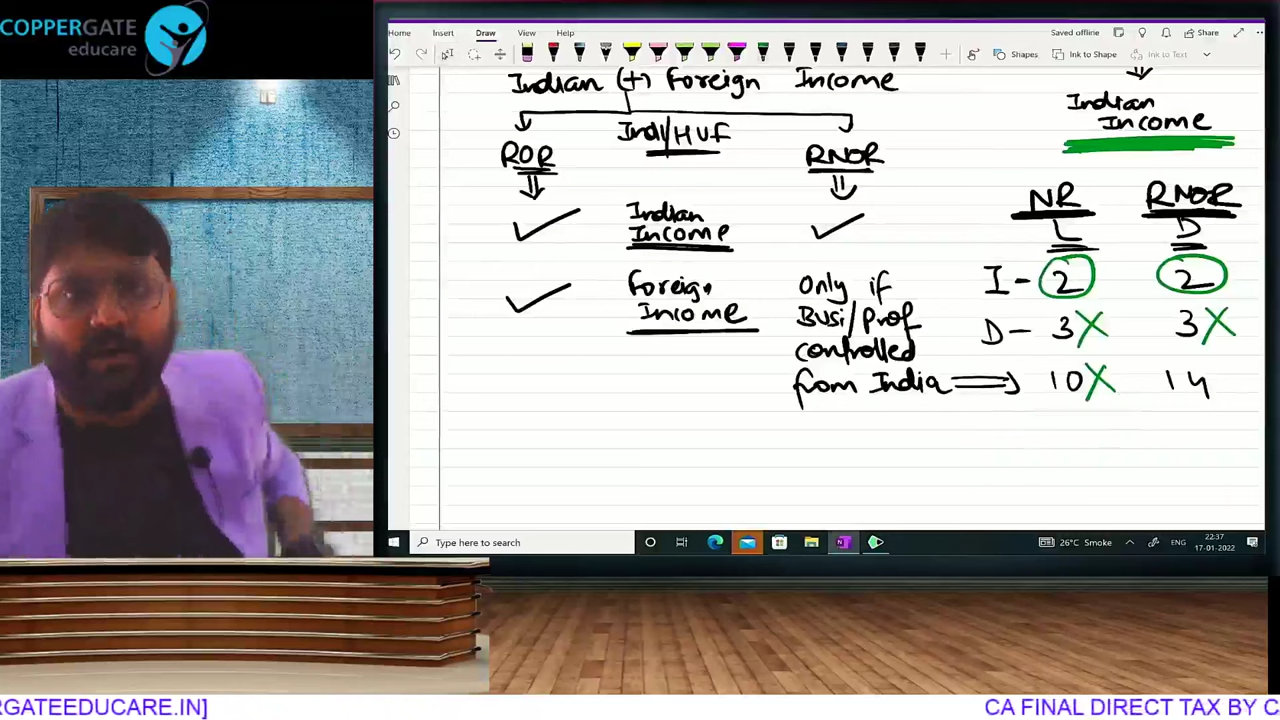 COPPERGATE
educare
Home Insert Draw View Help
Saved offline
Share
Shapes
Ink to Shape
Ink to Text
Indian (+) Foreign Income
Indi/HUF
ROR
RNOR
Indian
Income
Foreign
Income
Only if
Busi/Prof
controlled
from India
Indian
Income
NR RNOR
L D
I - 2 2
D - 3 X 3 X
10 X 14
Type here to search
26°C Smoke
ENG
22:37
17-01-2022
RGATEEDUCARE.IN]
CA FINAL DIRECT TAX BY C